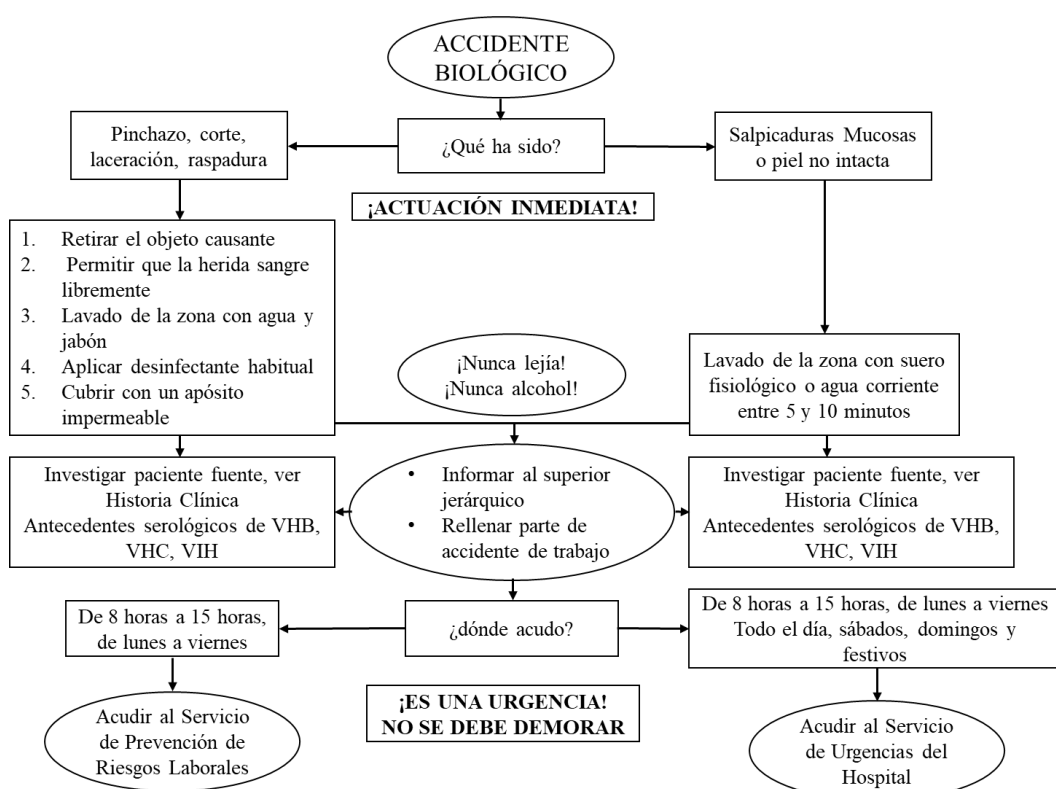 ACCIDENTE
BIOLÓGICO
Pinchazo, corte,
laceración, raspadura
¿Qué ha sido?
Salpicaduras Mucosas
o piel no intacta
¡ACTUACIÓN INMEDIATA!
1. Retirar el objeto causante
2. Permitir que la herida sangre
libremente
3. Lavado de la zona con agua y
jabón
4. Aplicar desinfectante habitual
5. Cubrir con un apósito
impermeable
¡Nunca lejía!
¡Nunca alcohol!
Lavado de la zona con suero
fisiológico o agua corriente
entre 5 y 10 minutos
Investigar paciente fuente, ver
Historia Clínica
Antecedentes serológicos de VHB,
VHC, VIH
• Informar al superior
jerárquico
• Rellenar parte de
accidente de trabajo
Investigar paciente fuente, ver
Historia Clínica
Antecedentes serológicos de VHB,
VHC, VIH
De 8 horas a 15 horas,
de lunes a viernes
¿dónde acudo?
De 8 horas a 15 horas, de lunes a viernes
Todo el día, sábados, domingos y
festivos
¡ES UNA URGENCIA!
NO SE DEBE DEMORAR
Acudir al Servicio
de Prevención de
Riesgos Laborales
Acudir al Servicio
de Urgencias del
Hospital